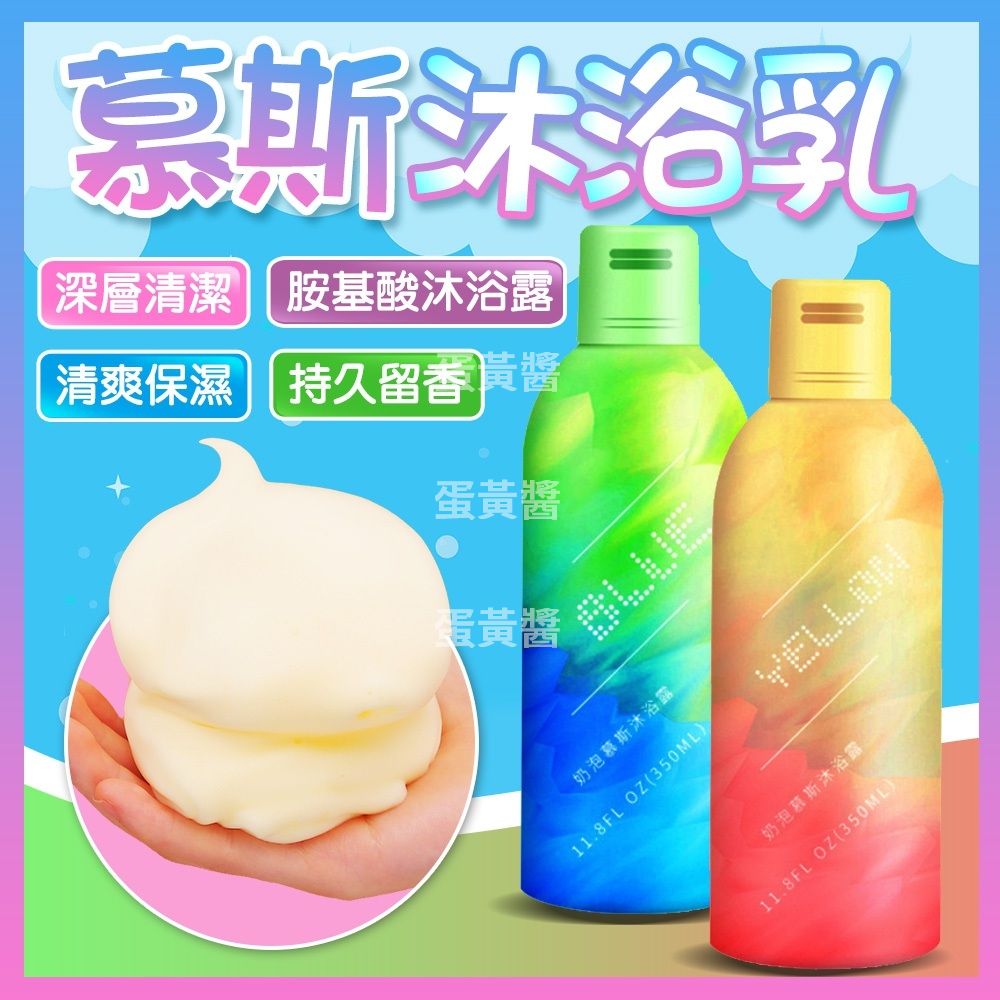 慕斯沐浴乳
深層清潔
胺基酸沐浴露
清爽保濕
持久留香
蛋黃醬
蛋黃醬
蛋黃醬
BLUE
奶泡慕斯沐浴露
11.8FL OZ(350ML)
YELLOW
奶泡慕斯沐浴露
11.8FL OZ(350ML)